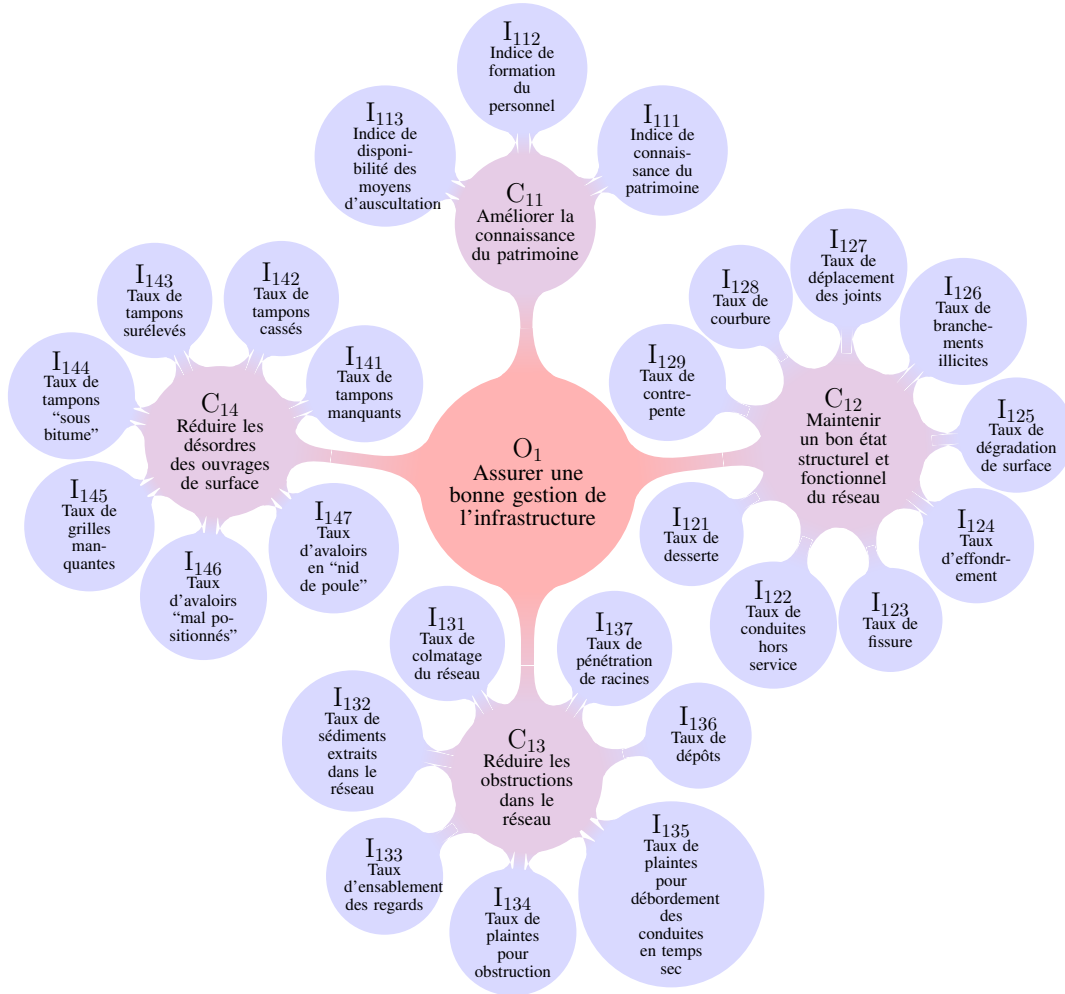 I112
Indice de
formation
du
personnel
I113
Indice de
disponi-
bilité des
moyens
d'auscultation
I111
Indice de
connais-
sance du
patrimoine
C11
Améliorer la
connaissance
du patrimoine
I143
Taux de
tampons
surélevés
I142
Taux de
tampons
cassés
I144
Taux de
tampons
“sous
bitume”
I141
Taux de
tampons
manquants
C14
Réduire les
désordres
des ouvrages
de surface
I145
Taux de
grilles
man-
quantes
I146
Taux
d'avaloirs
“mal po-
sitionnés”
I147
Taux
d'avaloirs
en “nid
de poule”
O1
Assurer une
bonne gestion de
l'infrastructure
I127
Taux de
déplacement
des joints
I128
Taux de
courbure
I126
Taux de
branche-
ments
illicites
I129
Taux de
contre-
pente
C12
Maintenir
un bon état
structurel et
fonctionnel
du réseau
I125
Taux de
dégradation
de surface
I121
Taux de
desserte
I124
Taux
d'effondr-
ement
I122
Taux de
conduites
hors
service
I123
Taux de
fissure
I131
Taux de
colmatage
du réseau
I137
Taux de
pénétration
de racines
I132
Taux de
sédiments
extraits
dans le
réseau
I136
Taux de
dépôts
C13
Réduire les
obstructions
dans le
réseau
I133
Taux
d'ensablement
des regards
I134
Taux de
plaintes
pour
obstruction
I135
Taux de
plaintes
pour
débordement
des
conduites
en temps
sec